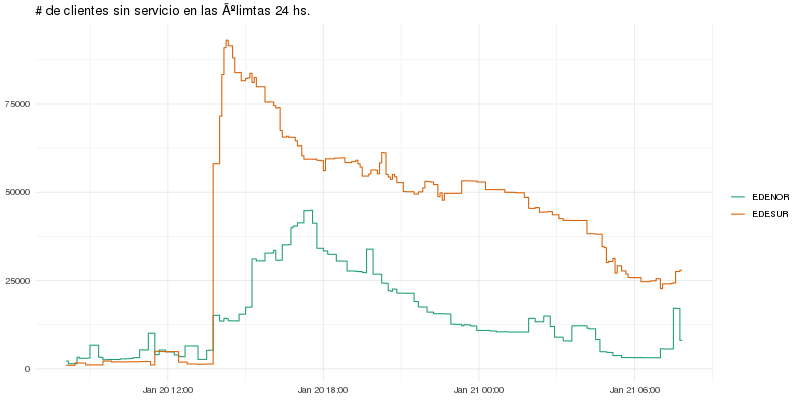 # de clientes sin servicio en las Ãºlimtas 24 hs.
75000
50000
25000
0
Jan 20 12:00
Jan 20 18:00
Jan 21 00:00
Jan 21 06:00
EDENOR
EDESUR